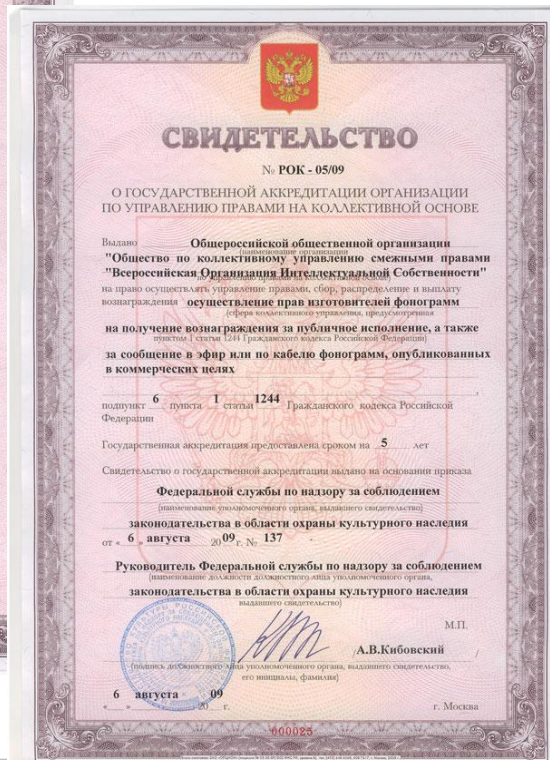 СВИДЕТЕЛЬСТВО
№ РОК - 05/09
О ГОСУДАРСТВЕННОЙ АККРЕДИТАЦИИ ОРГАНИЗАЦИИ
ПО УПРАВЛЕНИЮ ПРАВАМИ НА КОЛЛЕКТИВНОЙ ОСНОВЕ
Выдано Общероссийской общественной организации
(наименование организации
"Общество по коллективному управлению смежными правами
"Всероссийская Организация Интеллектуальной Собственности"
по управлению правами на коллективной основе)
на право осуществлять управление правами, сбор, распределение и выплату
вознаграждения осуществление прав изготовителей фонограмм
(сфера коллективного управления, предусмотренная
на получение вознаграждения за публичное исполнение, а также
пунктом 1 статьи 1244 Гражданского кодекса Российской Федерации)
за сообщение в эфир или по кабелю фонограмм, опубликованных
в коммерческих целях
подпункт 6 пункта 1 статьи 1244 Гражданского кодекса Российской
Федерации
Государственная аккредитация предоставлена сроком на 5 лет
Свидетельство о государственной аккредитации выдано на основании приказа
Федеральной службы по надзору за соблюдением
(наименование уполномоченного органа, выдавшего свидетельство)
законодательства в области охраны культурного наследия
от « 6 » августа 2009 г. № 137
Руководитель Федеральной службы по надзору за соблюдением
(наименование должности должностного лица уполномоченного органа,
законодательства в области охраны культурного наследия
выдавшего свидетельство)
М.П.
/А.В.Кибовский /
(подпись должностного лица уполномоченного органа, выдавшего свидетельство,
его инициалы, фамилия)
6 августа 09
« » 20 г. г. Москва
000025